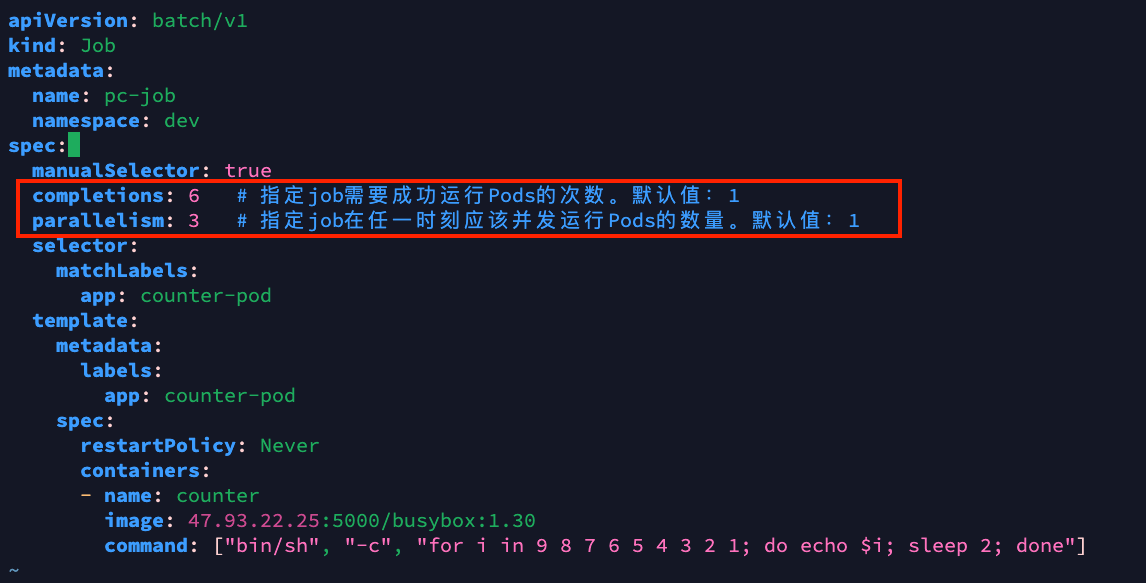 apiVersion: batch/v1
kind: Job
metadata:
  name: pc-job
  namespace: dev
spec:
  manualSelector: true
  completions: 6   # 指定job需要成功运行Pods的次数。默认值: 1
  parallelism: 3   # 指定job在任一时刻应该并发运行Pods的数量。默认值: 1
  selector:
    matchLabels:
      app: counter-pod
  template:
    metadata:
      labels:
        app: counter-pod
    spec:
      restartPolicy: Never
      containers:
      - name: counter
        image: 47.93.22.25:5000/busybox:1.30
        command: ["bin/sh", "-c", "for i in 9 8 7 6 5 4 3 2 1; do echo $i; sleep 2; done"]
~